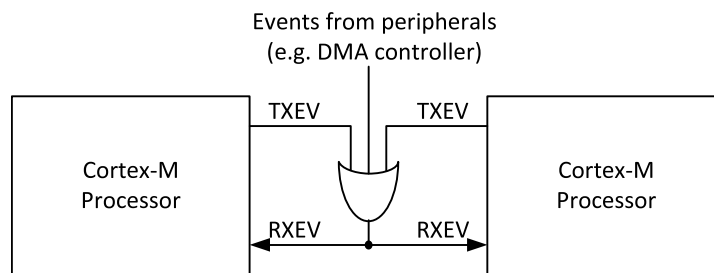 Events from peripherals
(e.g. DMA controller)
TXEV
TXEV
Cortex-M
Processor
Cortex-M
Processor
RXEV
RXEV